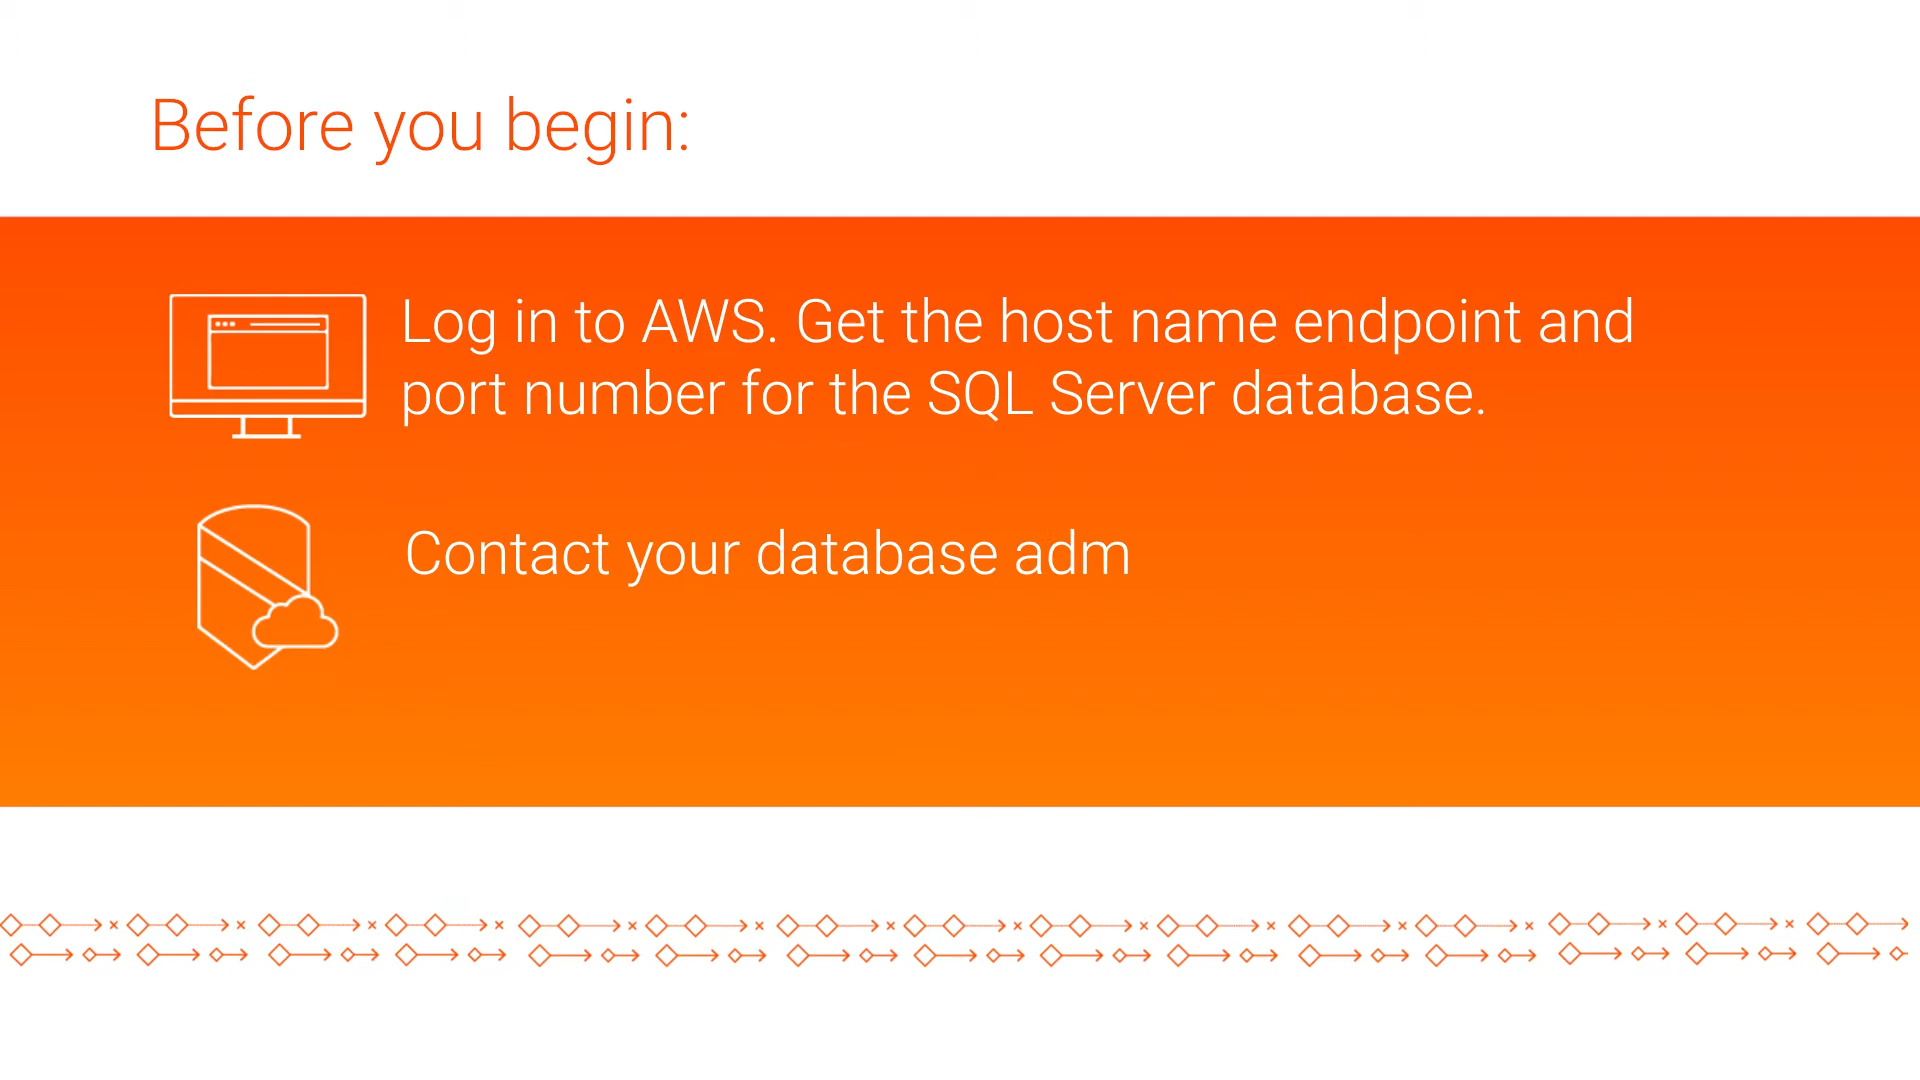 Before you begin:
Log in to AWS. Get the host name endpoint and
port number for the SQL Server database.
Contact your database adm